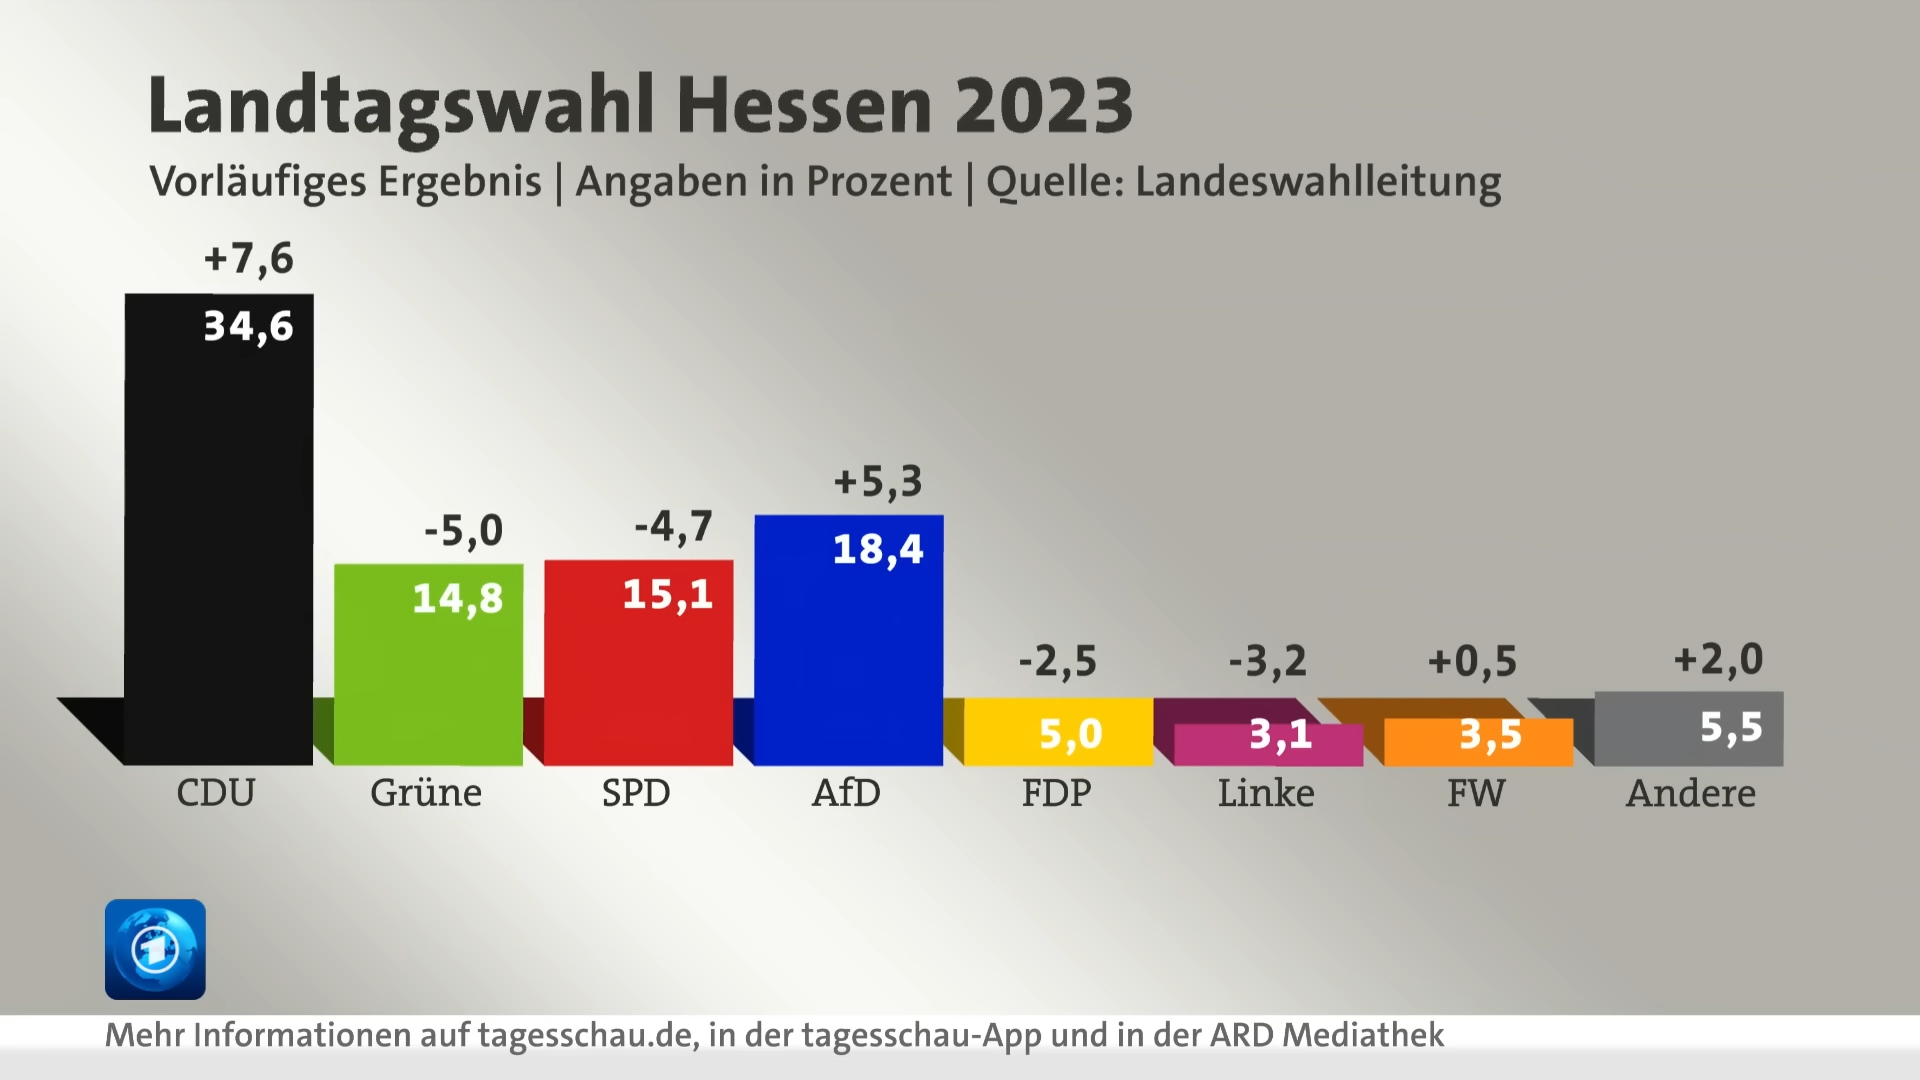 Landtagswahl Hessen 2023
Vorläufiges Ergebnis | Angaben in Prozent | Quelle: Landeswahlleitung
+7,6
34,6
CDU
-5,0
14,8
Grüne
-4,7
15,1
SPD
+5,3
18,4
AfD
-2,5
5,0
FDP
-3,2
3,1
Linke
+0,5
3,5
FW
+2,0
5,5
Andere
1
Mehr Informationen auf tagesschau.de, in der tagesschau-App und in der ARD Mediathek